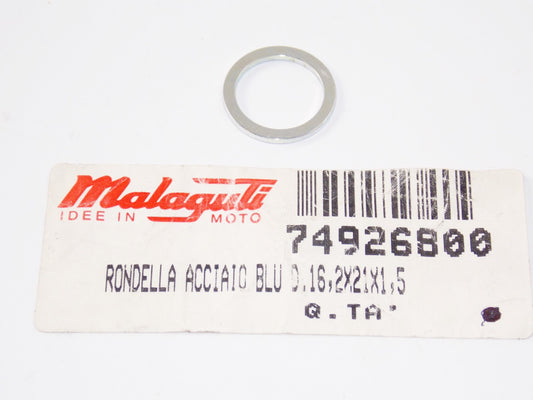 Malaguti
IDEE IN MOTO
74926800
RONDELLA ACCIAIO BLU D.16,2X21X1,5
Q.TA'